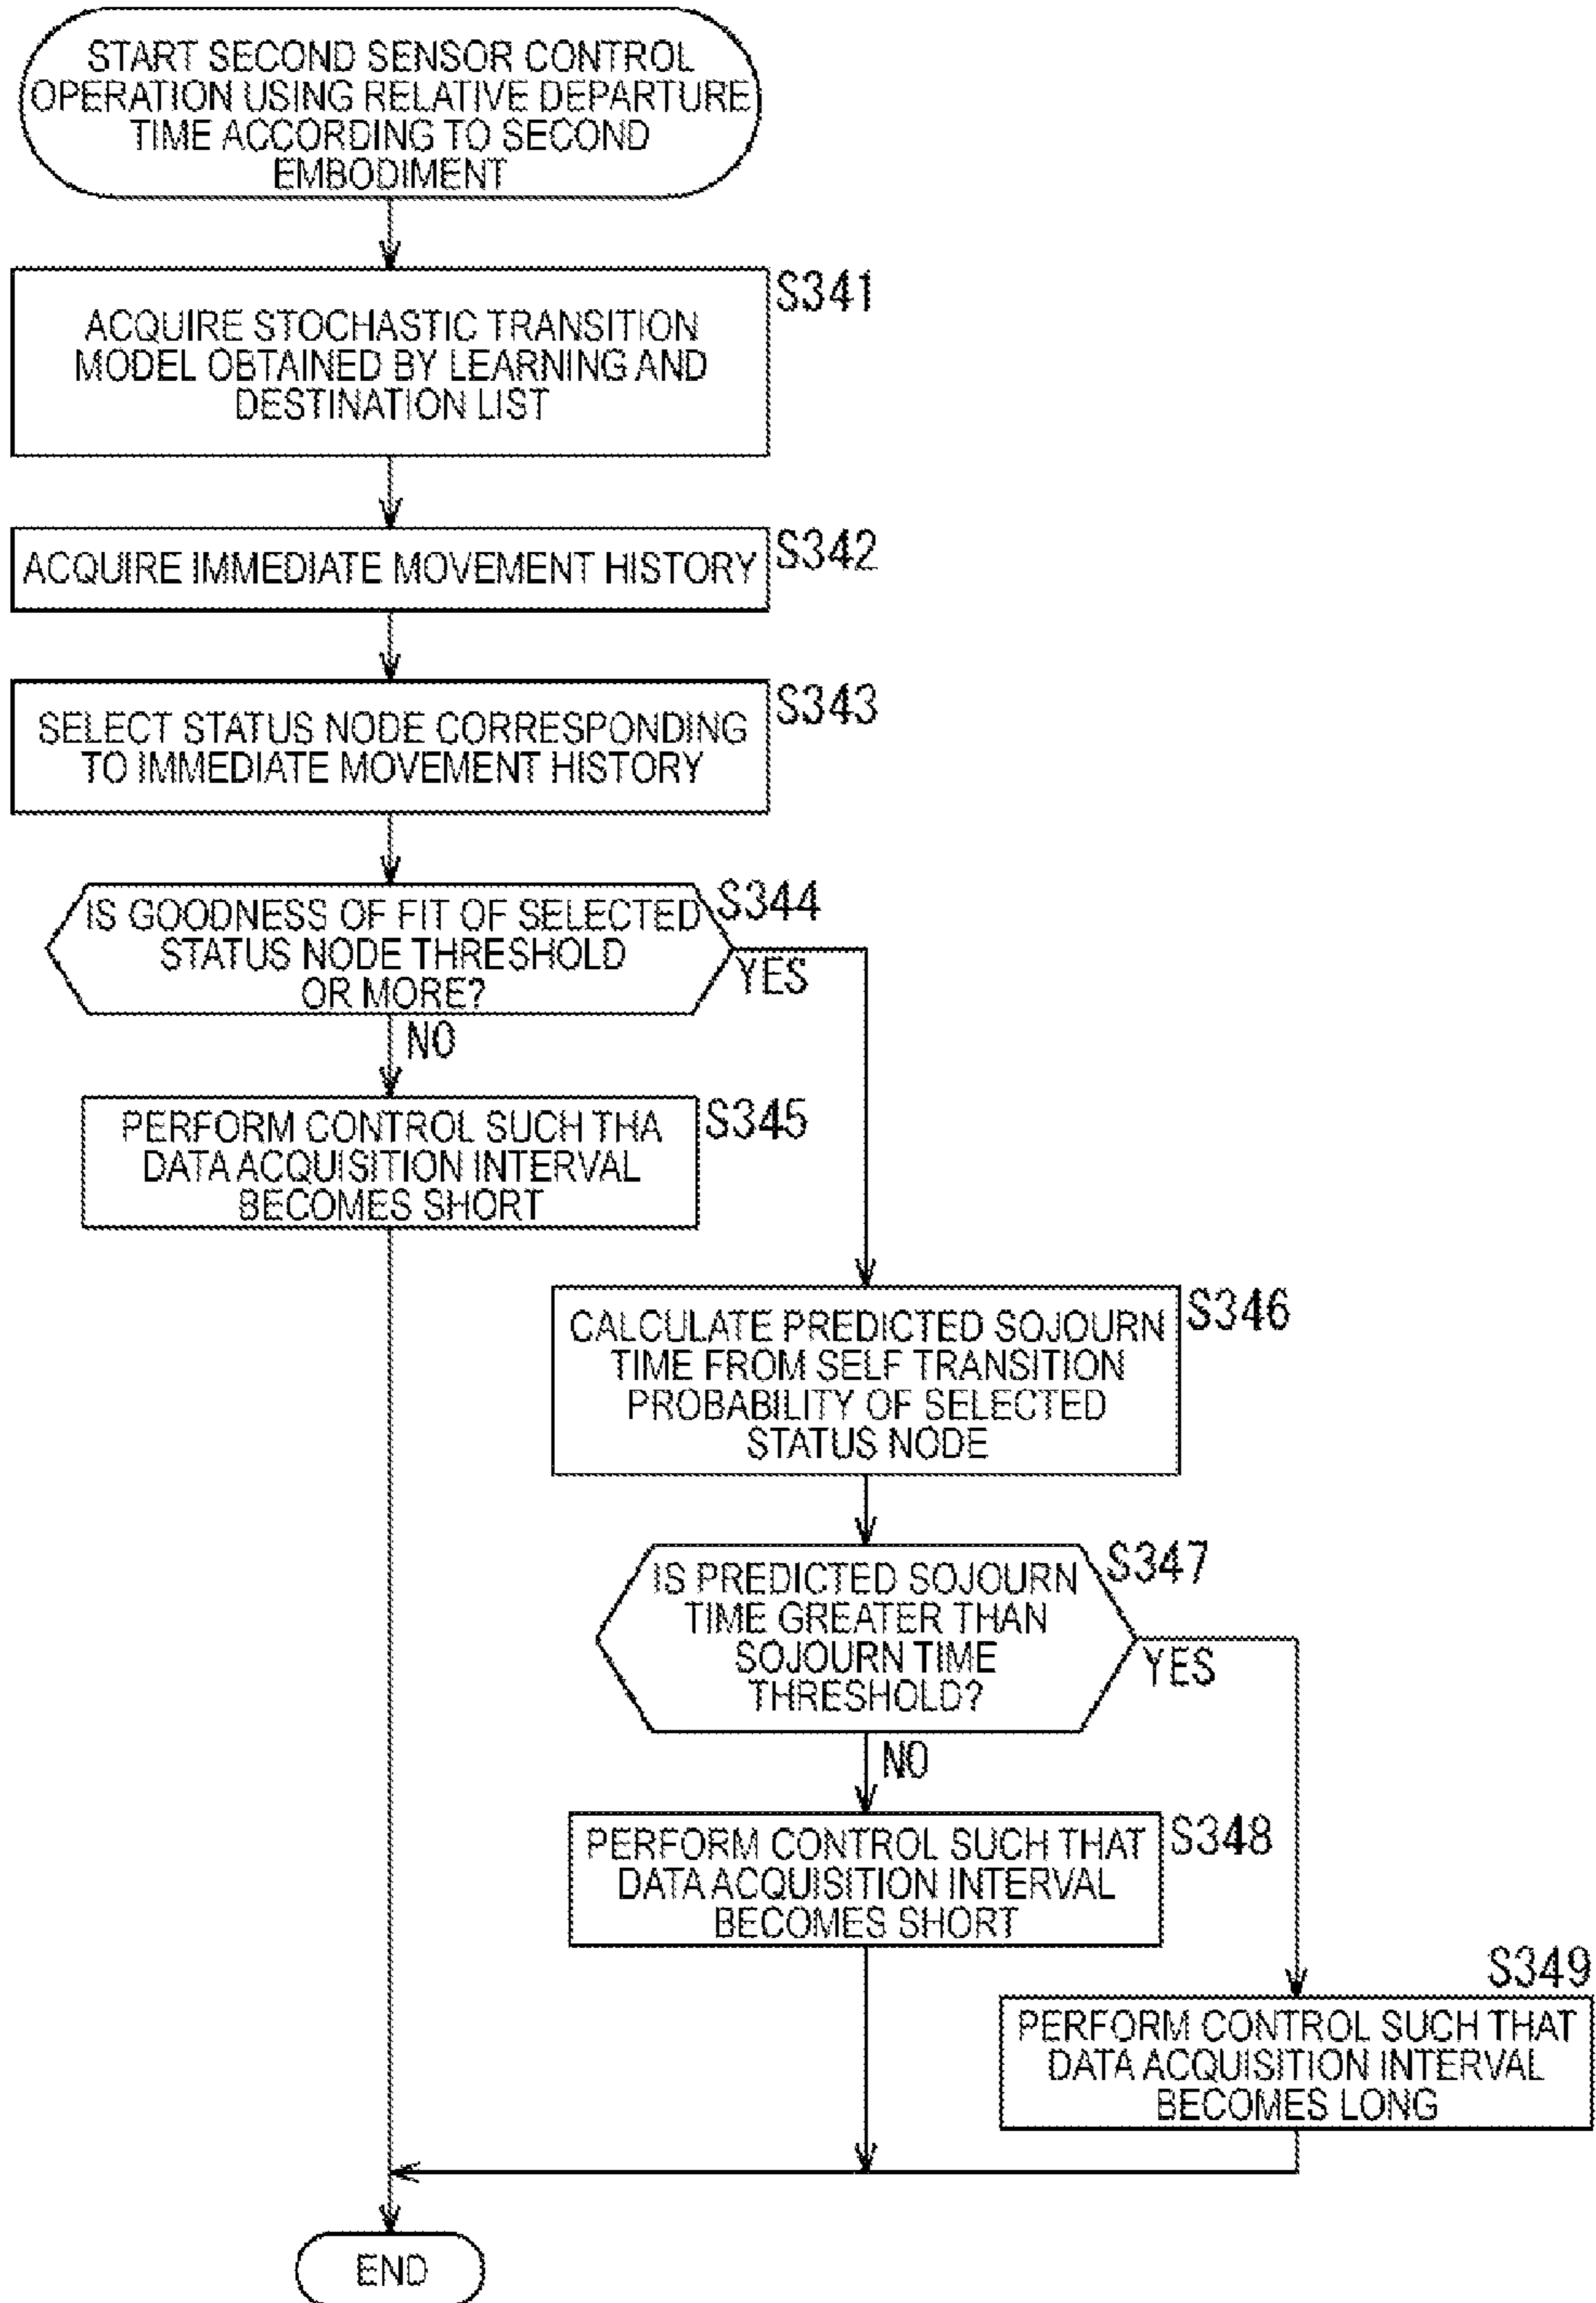 START SECOND SENSOR CONTROL
OPERATION USING RELATIVE DEPARTURE
TIME ACCORDING TO SECOND
EMBODIMENT
S341
ACQUIRE STOCHASTIC TRANSITION
MODEL OBTAINED BY LEARNING AND
DESTINATION LIST
S342
ACQUIRE IMMEDIATE MOVEMENT HISTORY
S343
SELECT STATUS NODE CORRESPONDING
TO IMMEDIATE MOVEMENT HISTORY
S344
IS GOODNESS OF FIT OF SELECTED
STATUS NODE THRESHOLD
OR MORE?
YES
NO
S345
PERFORM CONTROL SUCH THA
DATA ACQUISITION INTERVAL
BECOMES SHORT
S346
CALCULATE PREDICTED SOJOURN
TIME FROM SELF TRANSITION
PROBABILITY OF SELECTED
STATUS NODE
S347
IS PREDICTED SOJOURN
TIME GREATER THAN
SOJOURN TIME
THRESHOLD?
YES
NO
S348
PERFORM CONTROL SUCH THAT
DATA ACQUISITION INTERVAL
BECOMES SHORT
S349
PERFORM CONTROL SUCH THAT
DATA ACQUISITION INTERVAL
BECOMES LONG
END